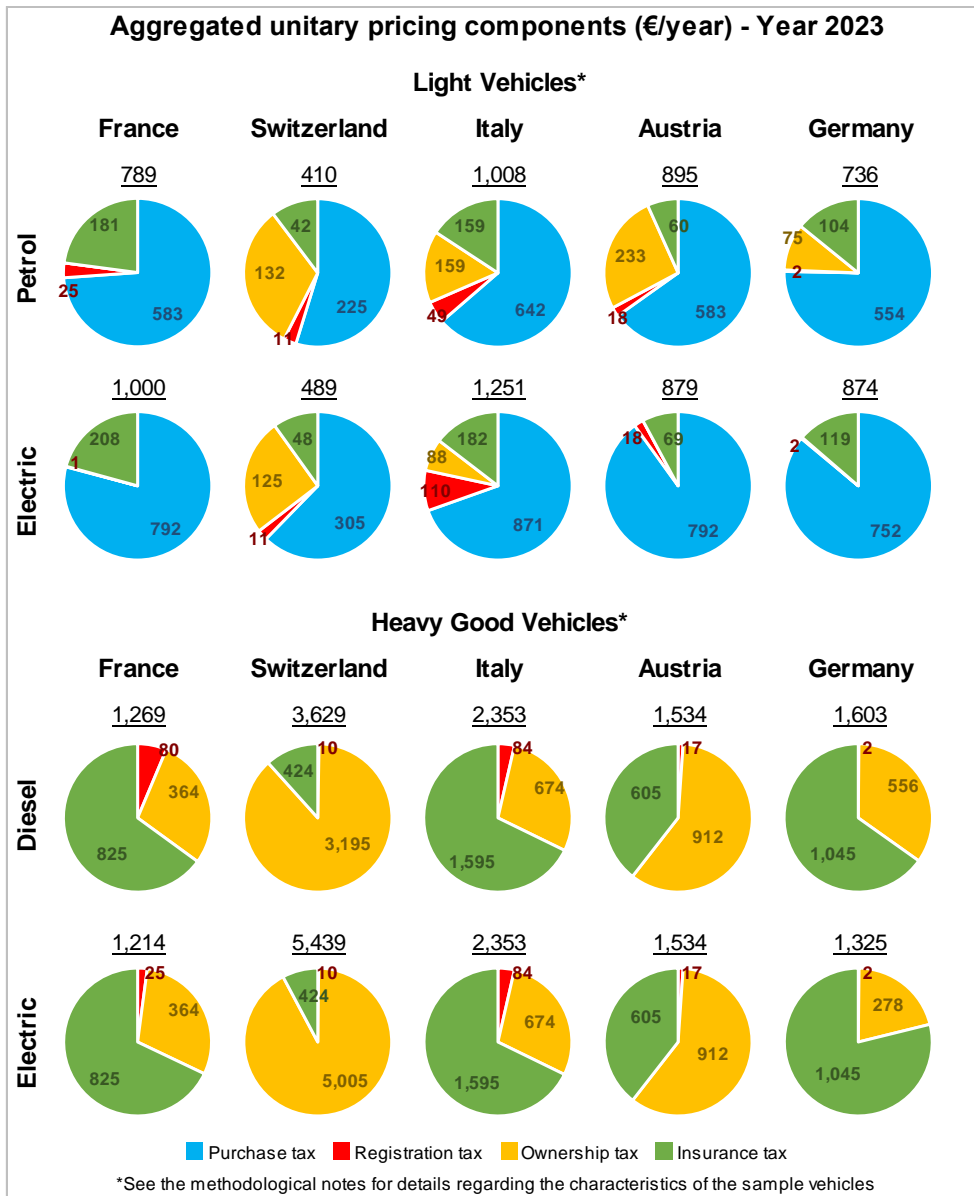 Aggregated unitary pricing components (€/year) - Year 2023
Light Vehicles*
France Switzerland Italy Austria Germany
789 410 1,008 895 736
Petrol
181 25 583
42 132 11 225
159 159 49 642
60 233 18 583
104 75 2 554
1,000 489 1,251 879 874
Electric
208 1 792
48 125 11 305
182 88 110 871
18 69 792
2 119 752
Heavy Good Vehicles*
France Switzerland Italy Austria Germany
1,269 3,629 2,353 1,534 1,603
Diesel
80 364 825
10 424 3,195
84 674 1,595
17 605 912
2 556 1,045
1,214 5,439 2,353 1,534 1,325
Electric
25 364 825
10 424 5,005
84 674 1,595
17 605 912
2 278 1,045
Purchase tax Registration tax Ownership tax Insurance tax
*See the methodological notes for details regarding the characteristics of the sample vehicles